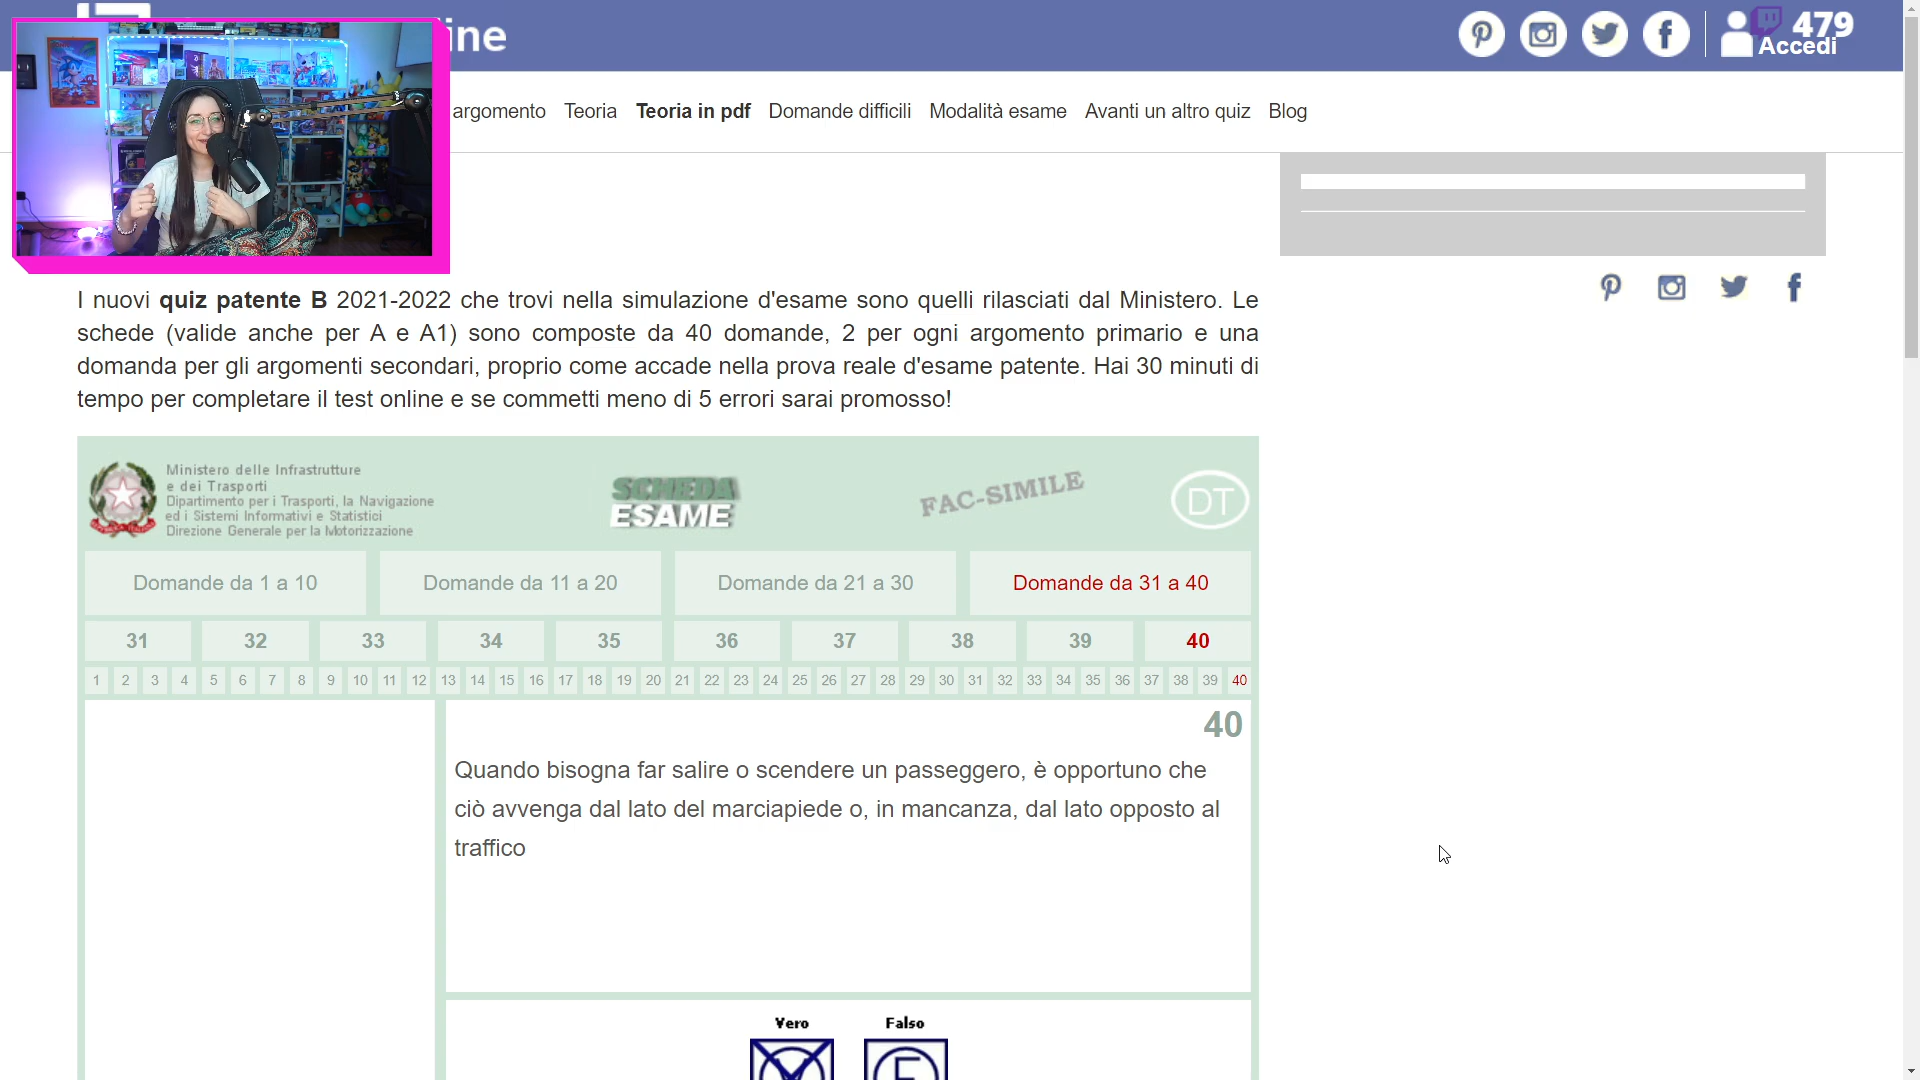 ine
479
Accedi
argomento Teoria Teoria in pdf Domande difficili Modalità esame Avanti un altro quiz Blog
I nuovi quiz patente B 2021-2022 che trovi nella simulazione d'esame sono quelli rilasciati dal Ministero. Le
schede (valide anche per A e A1) sono composte da 40 domande, 2 per ogni argomento primario e una
domanda per gli argomenti secondari, proprio come accade nella prova reale d'esame patente. Hai 30 minuti di
tempo per completare il test online e se commetti meno di 5 errori sarai promosso!
Ministero delle Infrastrutture
e dei Trasporti
Dipartimento per i Trasporti, la Navigazione
ed i Sistemi Informativi e Statistici
Direzione Generale per la Motorizzazione
SCHEDA
ESAME
FAC-SIMILE
DT
Domande da 1 a 10 Domande da 11 a 20 Domande da 21 a 30 Domande da 31 a 40
31 32 33 34 35 36 37 38 39 40
1 2 3 4 5 6 7 8 9 10 11 12 13 14 15 16 17 18 19 20 21 22 23 24 25 26 27 28 29 30 31 32 33 34 35 36 37 38 39 40
40
Quando bisogna far salire o scendere un passeggero, è opportuno che
ciò avvenga dal lato del marciapiede o, in mancanza, dal lato opposto al
traffico
Vero Falso
V F